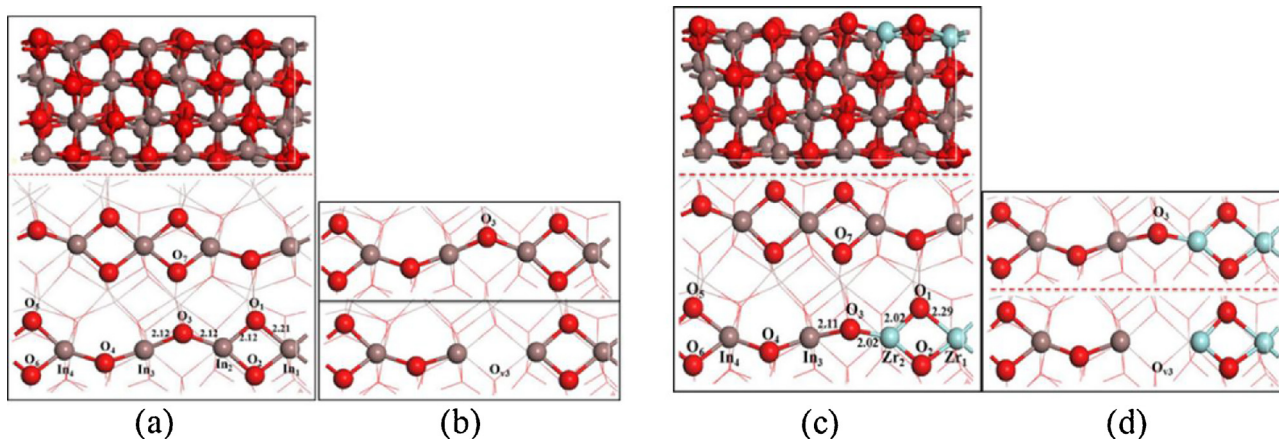 O₇
O₅ O₃ O₁
2.12 2.12 2.21
2.12
O₄
O₆ O₂
In₄ In₃ In₂ In₁
(a)
O₃
Oᵥ₃
(b)
O₇
O₅ O₁
O₃ 2.02 2.29
2.11
O₄ 2.02
O₆ O₂
In₄ In₃ Zr₂ Zr₁
(c)
O₃
Oᵥ₃
(d)